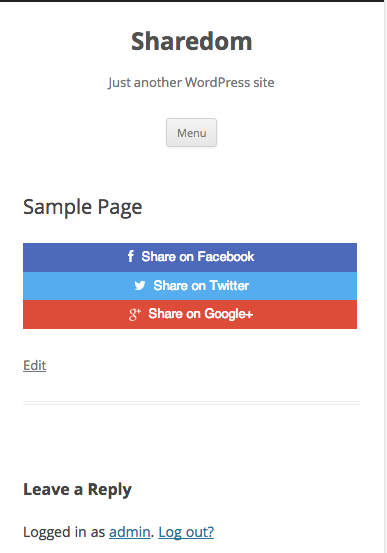 Sharedom
Just another WordPress site
Menu
Sample Page
Share on Facebook
Share on Twitter
Share on Google+
Edit
Leave a Reply
Logged in as admin. Log out?